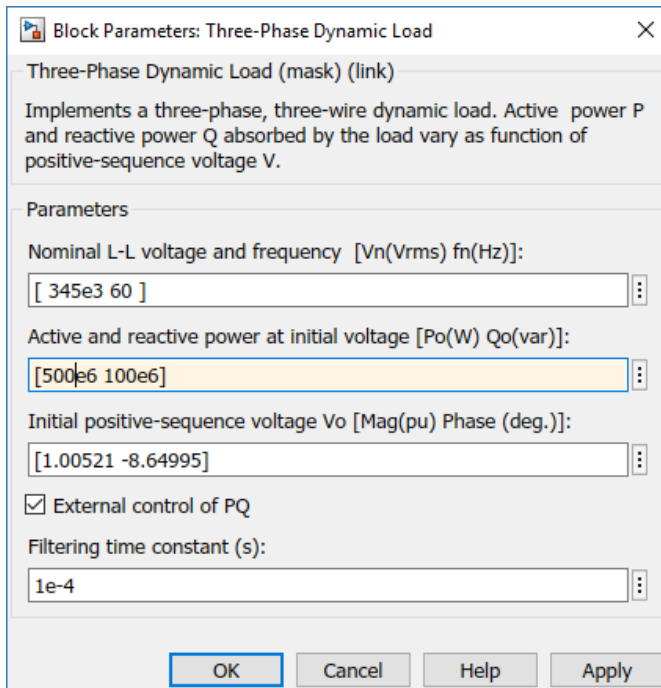 Block Parameters: Three-Phase Dynamic Load
Three-Phase Dynamic Load (mask) (link)
Implements a three-phase, three-wire dynamic load. Active  power P
and reactive power Q absorbed by the load vary as function of
positive-sequence voltage V.
Parameters
Nominal L-L voltage and frequency  [Vn(Vrms) fn(Hz)]:
[ 345e3 60 ]
Active and reactive power at initial voltage [Po(W) Qo(var)]:
[500e6 100e6]
Initial positive-sequence voltage Vo [Mag(pu) Phase (deg.)]:
[1.00521 -8.64995]
External control of PQ
Filtering time constant (s):
1e-4
OK Cancel Help Apply